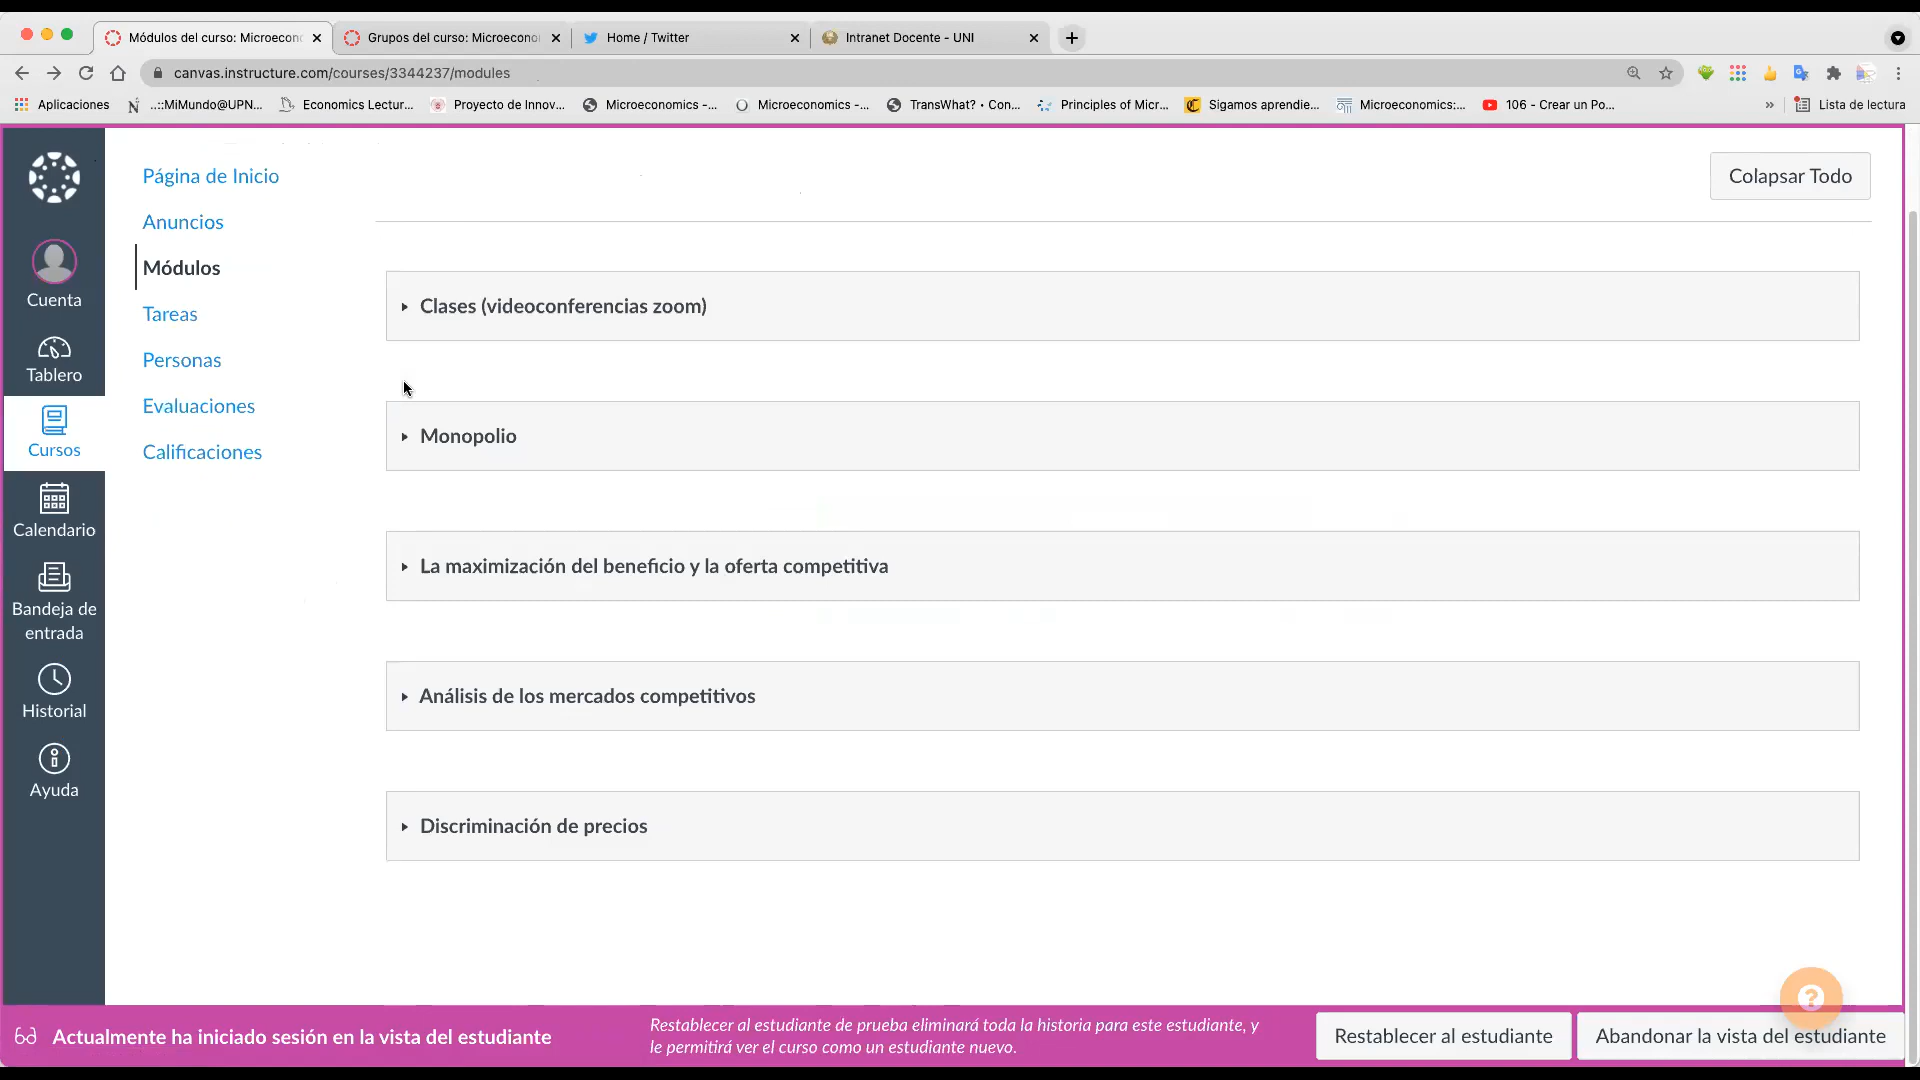 Módulos del curso: Microecon
Grupos del curso: Microecono
Home / Twitter
Intranet Docente - UNI
canvas.instructure.com/courses/3344237/modules
Aplicaciones
..::MiMundo@UPN...
Economics Lectur...
Proyecto de Innov...
Microeconomics -...
Microeconomics -...
TransWhat? • Con...
Principles of Micr...
Sigamos aprendie...
Microeconomics:...
106 - Crear un Po...
»
Lista de lectura
Cuenta
Tablero
Cursos
Calendario
Bandeja de
entrada
Historial
Ayuda
Página de Inicio
Anuncios
Módulos
Tareas
Personas
Evaluaciones
Calificaciones
Colapsar Todo
Clases (videoconferencias zoom)
Monopolio
La maximización del beneficio y la oferta competitiva
Análisis de los mercados competitivos
Discriminación de precios
?
Actualmente ha iniciado sesión en la vista del estudiante
Restablecer al estudiante de prueba eliminará toda la historia para este estudiante, y
le permitirá ver el curso como un estudiante nuevo.
Restablecer al estudiante
Abandonar la vista del estudiante